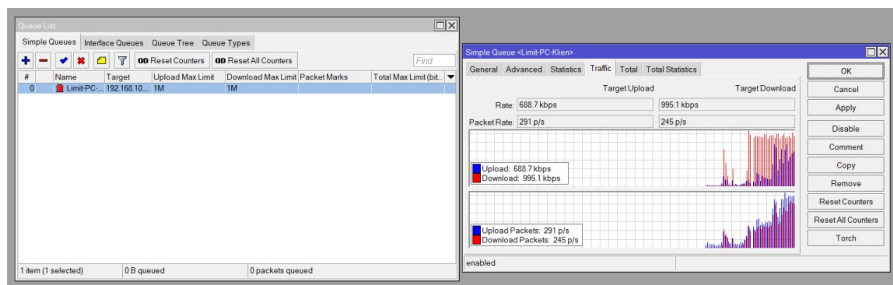 Queue List
Simple Queues Interface Queues Queue Tree Queue Types
00 Reset Counters 00 Reset All Counters Find
# Name Target Upload Max Limit Download Max Limit Packet Marks Total Max Limit (bit...
0 Limit-PC-... 192.168.10... 1M 1M
1 item (1 selected) 0 B queued 0 packets queued
Simple Queue <Limit-PC-Klien>
General Advanced Statistics Traffic Total Total Statistics
Target Upload Target Download
Rate: 688.7 kbps 995.1 kbps
Packet Rate: 291 p/s 245 p/s
Upload: 688.7 kbps
Download: 995.1 kbps
Upload Packets: 291 p/s
Download Packets: 245 p/s
enabled
OK
Cancel
Apply
Disable
Comment
Copy
Remove
Reset Counters
Reset All Counters
Torch